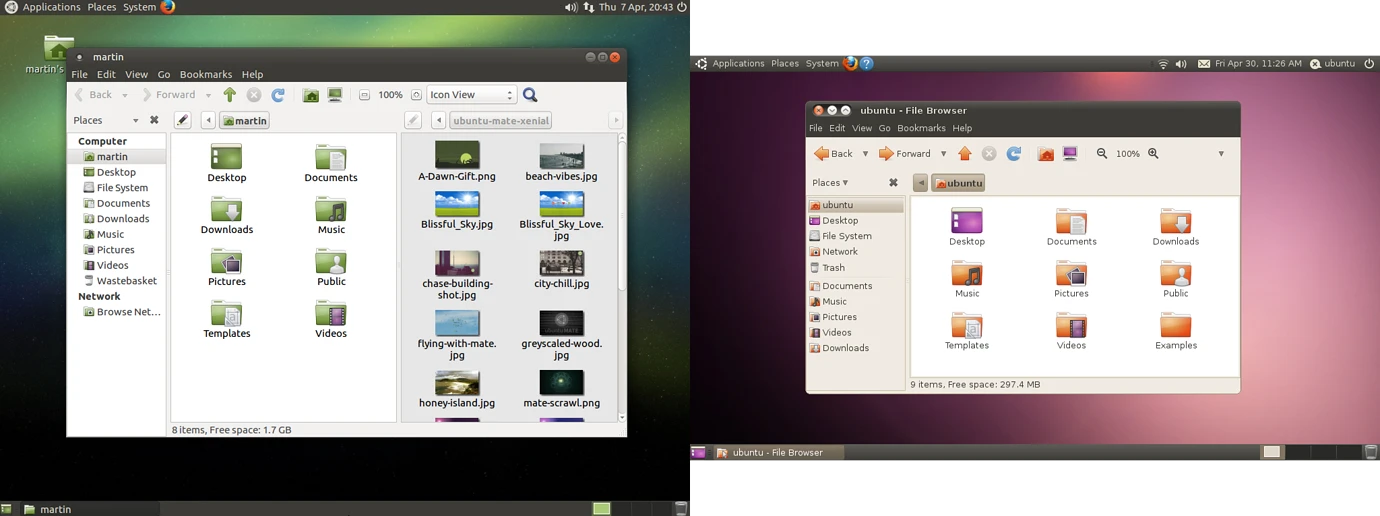 Applications Places System
Thu 7 Apr, 20:43
martin's
martin
File Edit View Go Bookmarks Help
Back Forward 100% Icon View
Places martin ubuntu-mate-xenial
Computer
martin
Desktop
File System
Documents
Downloads
Music
Pictures
Videos
Wastebasket
Network
Browse Net...
Desktop Documents
Downloads Music
Pictures Public
Templates Videos
A-Dawn-Gift.png beach-vibes.jpg
Blissful_Sky.jpg Blissful_Sky_Love.
jpg
chase-building-
shot.jpg
city-chill.jpg
flying-with-mate.
jpg
greyscaled-wood.
jpg
honey-island.jpg mate-scrawl.png
8 items, Free space: 1.7 GB
martin
Applications Places System ?
Fri Apr 30, 11:26 AM ubuntu
ubuntu - File Browser
File Edit View Go Bookmarks Help
Back Forward 100%
Places ubuntu
ubuntu
Desktop
File System
Network
Trash
Documents
Music
Pictures
Videos
Downloads
Desktop Documents Downloads
Music Pictures Public
Templates Videos Examples
9 items, Free space: 297.4 MB
ubuntu - File Browser